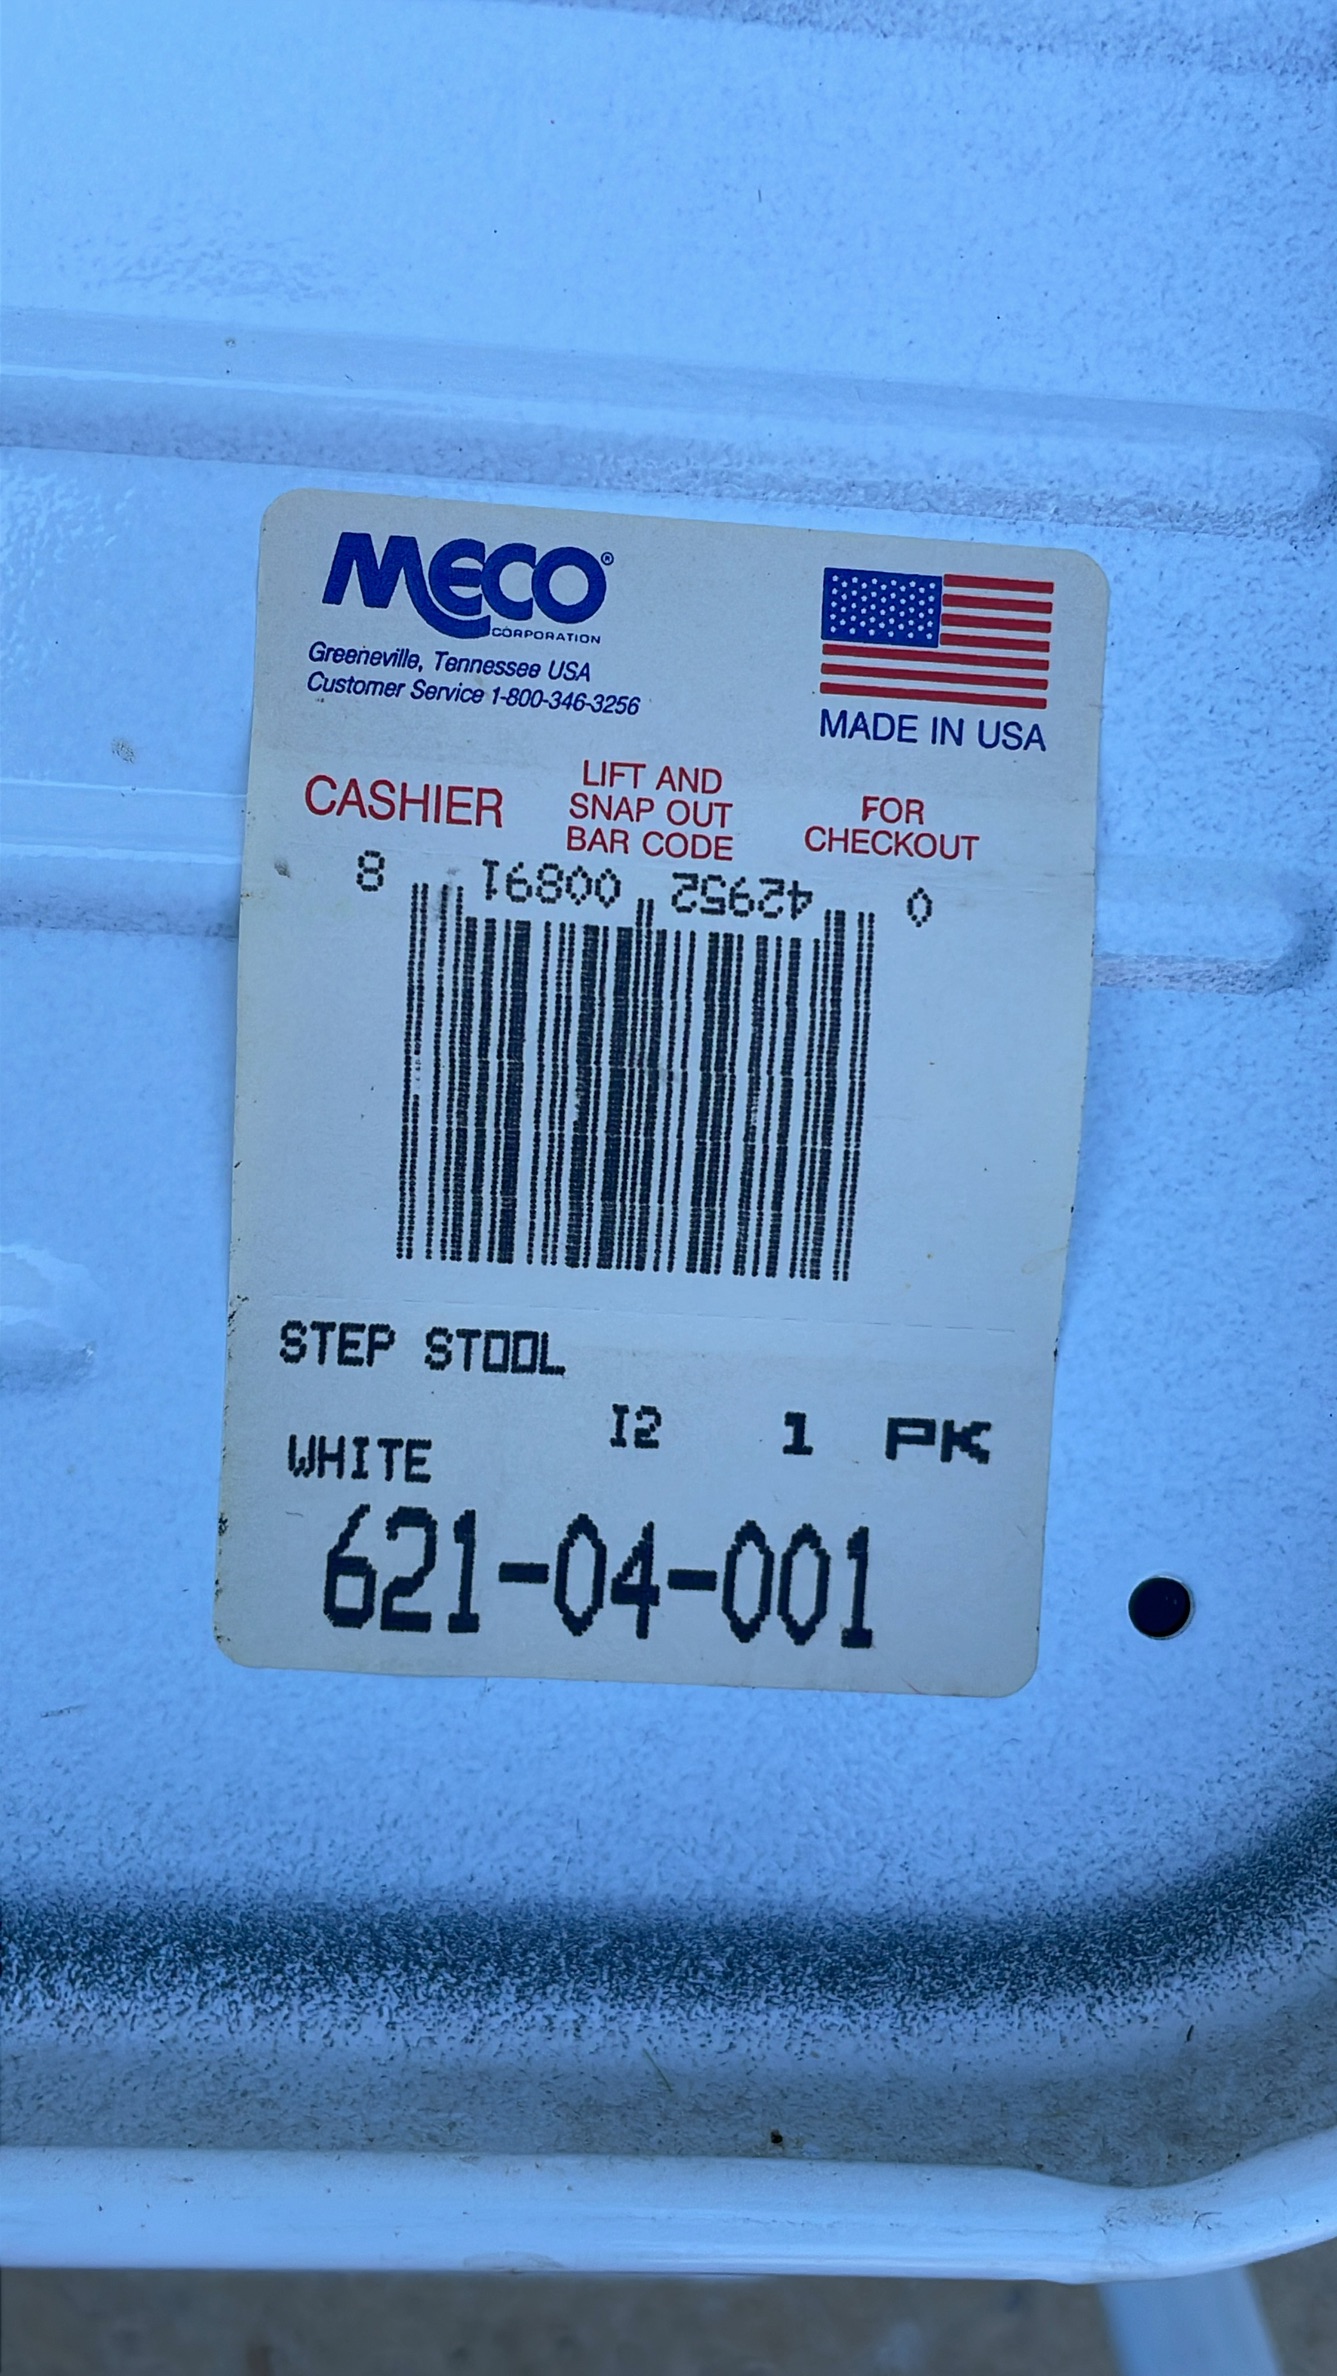 MECO®
CORPORATION
Greeneville, Tennessee USA
Customer Service 1-800-346-3256
MADE IN USA
CASHIER
LIFT AND
SNAP OUT
BAR CODE
FOR
CHECKOUT
0 42952 00891 8
STEP STOOL
I2 1 PK
WHITE
621-04-001